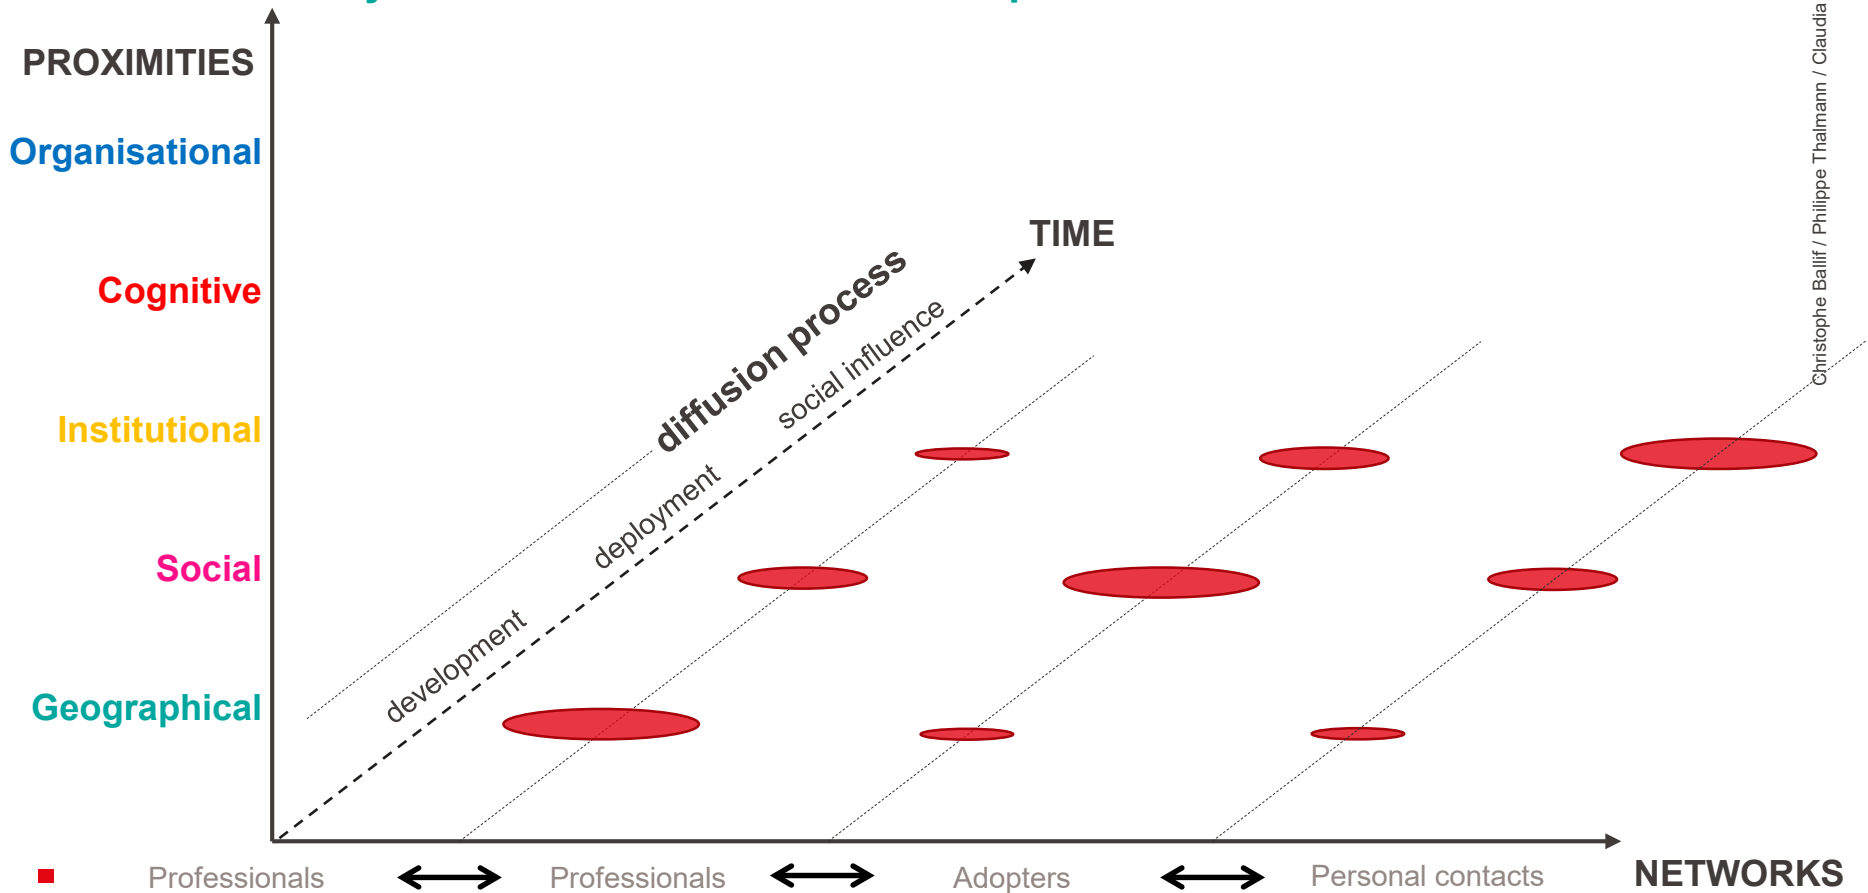 PROXIMITIES
Organisational
Cognitive
Institutional
Social
Geographical
TIME
diffusion process
social influence
deployment
development
Professionals
Professionals
Adopters
Personal contacts
NETWORKS
Christophe Ballif / Philippe Thalmann / Claudia